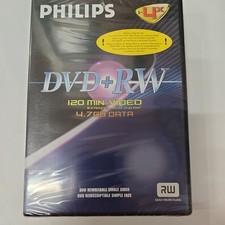 PHILIPS
1-4x
DVD+RW
120 MIN VIDEO
4.7GB DATA
DVD REWRITABLE SINGLE SIDED
DVD REINSCRIPTIBLE SIMPLE FACE
RW